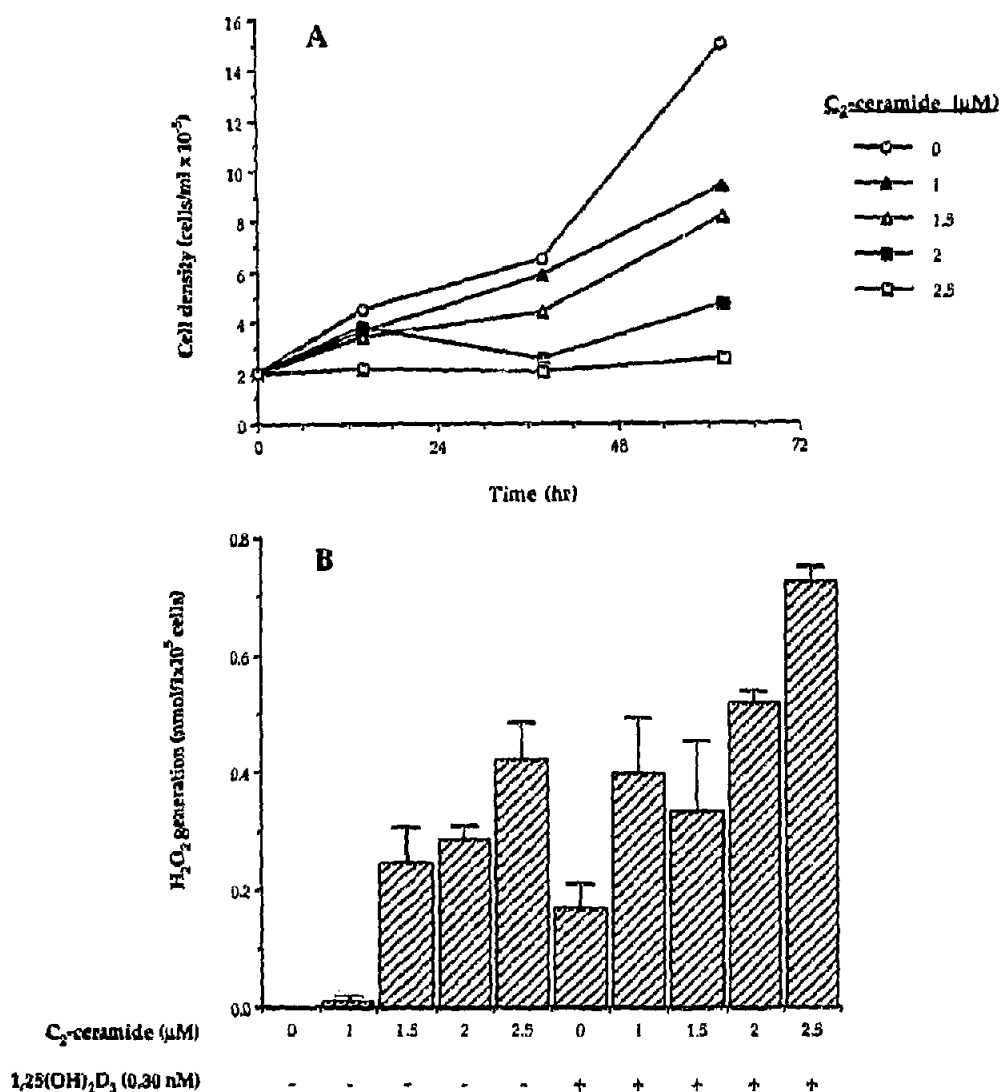 A
16
14
12
10
8
6
4
2
0
Cell density (cells/ml x 10⁻⁵)
0 24 48 72
Time (hr)
C₂-ceramide (μM)
0
1
1.5
2
2.5
B
0.8
0.6
0.4
0.2
0.0
H₂O₂ generation (nmol/1x10⁵ cells)
C₂-ceramide (μM) 0 1 1.5 2 2.5 0 1 1.5 2 2.5
1,25(OH)₂D₃ (0.30 nM) - - - - - + + + + +